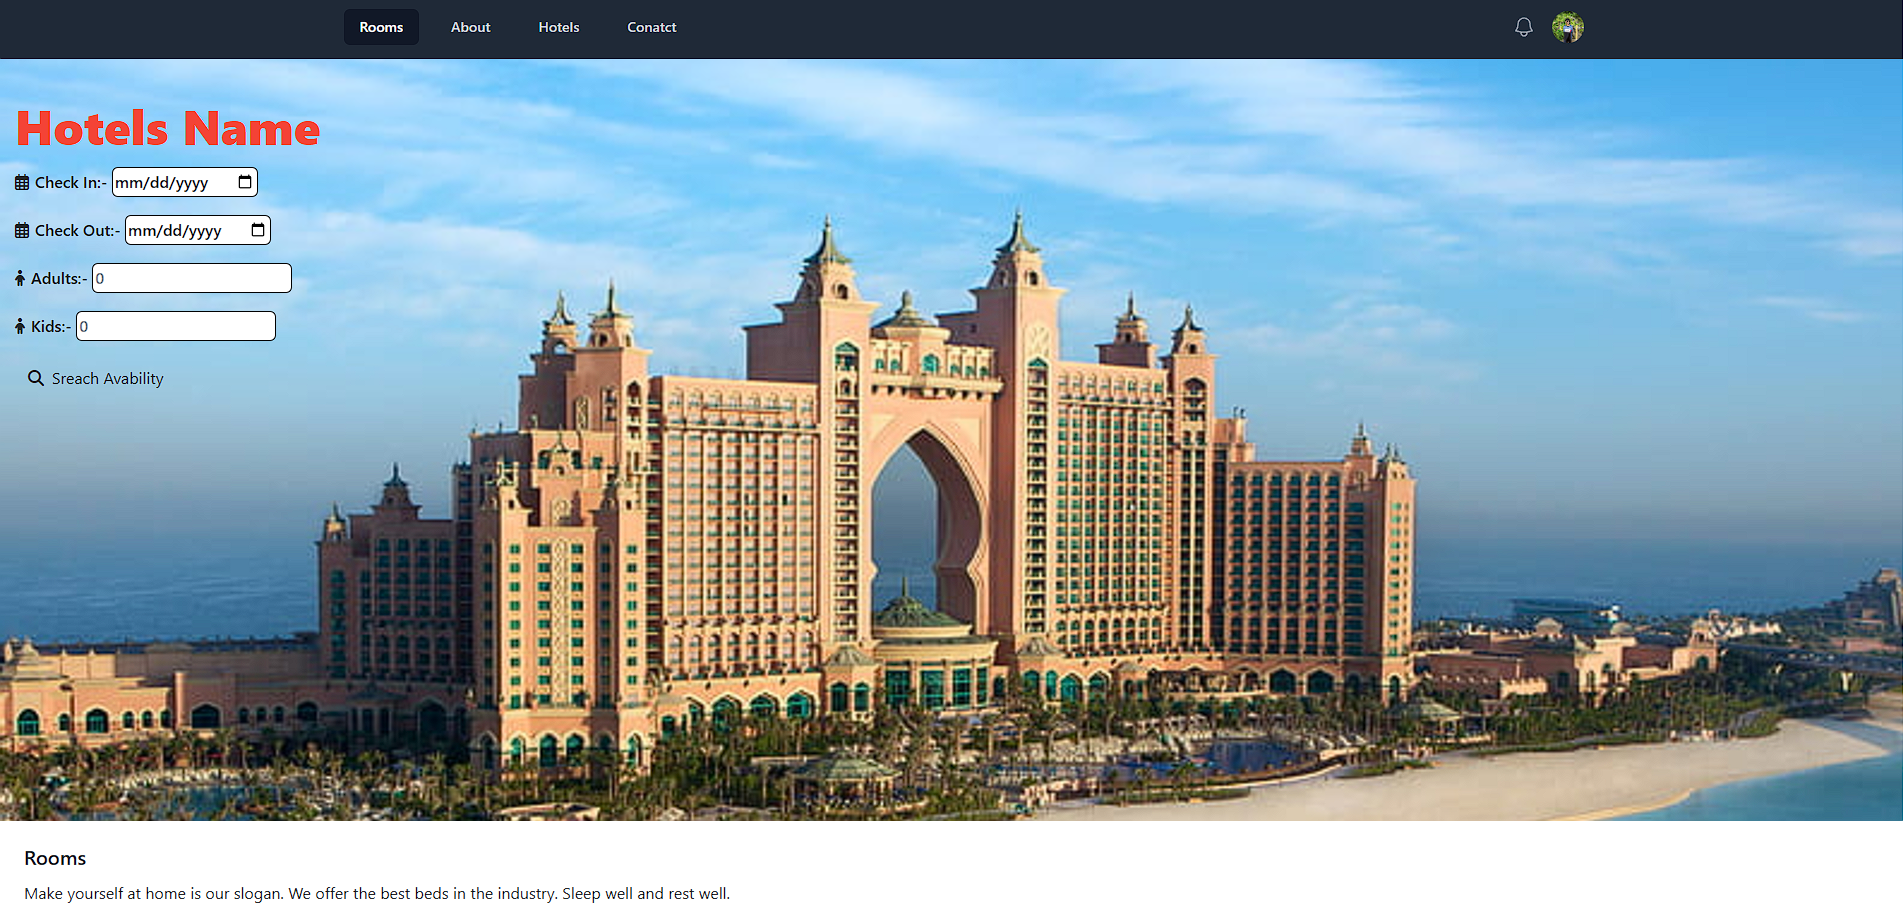 Rooms About Hotels Conatct
Hotels Name
Check In:- mm/dd/yyyy
Check Out:- mm/dd/yyyy
Adults:- 0
Kids:- 0
Sreach Avability
Rooms
Make yourself at home is our slogan. We offer the best beds in the industry. Sleep well and rest well.